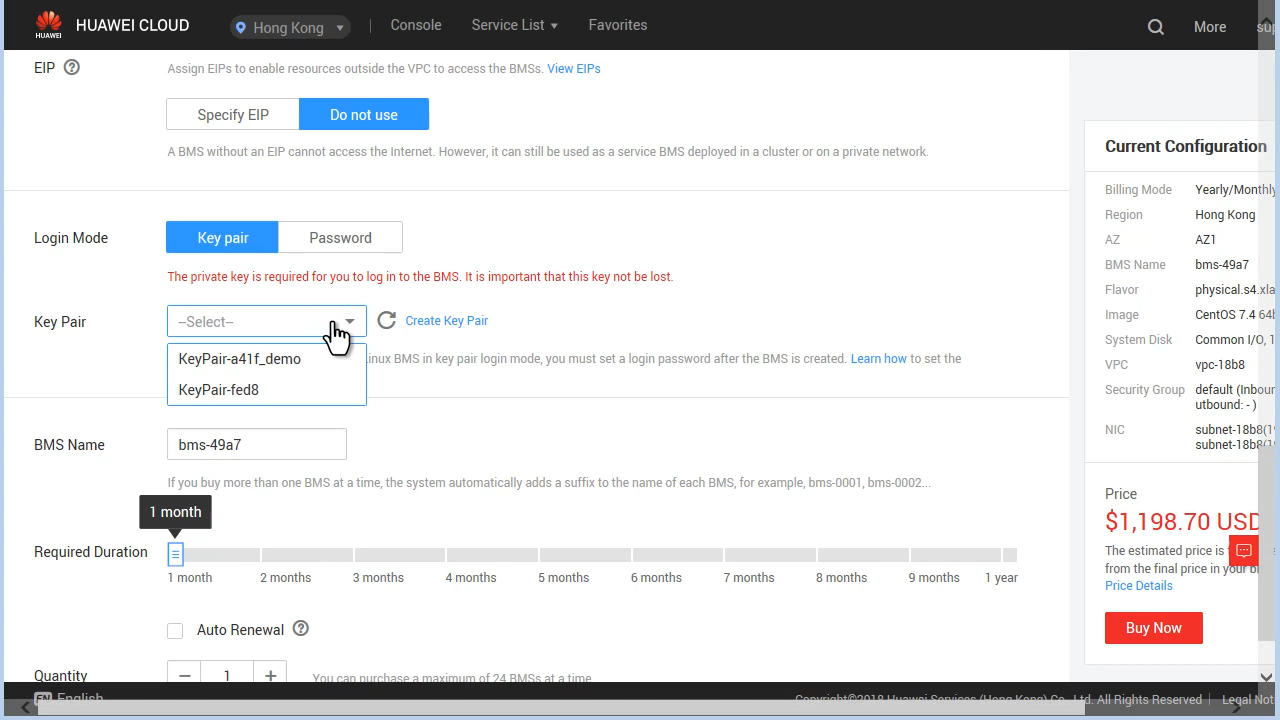 HUAWEI
HUAWEI CLOUD
Hong Kong
Console
Service List
Favorites
More
EIP
Assign EIPs to enable resources outside the VPC to access the BMSs. View EIPs
Specify EIP
Do not use
A BMS without an EIP cannot access the Internet. However, it can still be used as a service BMS deployed in a cluster or on a private network.
Login Mode
Key pair
Password
The private key is required for you to log in to the BMS. It is important that this key not be lost.
Key Pair
--Select--
Create Key Pair
KeyPair-a41f_demo
KeyPair-fed8
inux BMS in key pair login mode, you must set a login password after the BMS is created. Learn how to set the
BMS Name
bms-49a7
If you buy more than one BMS at a time, the system automatically adds a suffix to the name of each BMS, for example, bms-0001, bms-0002...
1 month
Required Duration
1 month
2 months
3 months
4 months
5 months
6 months
7 months
8 months
9 months
1 year
Auto Renewal
Quantity
1
You can purchase a maximum of 24 BMSs at a time
Current Configuration
Billing Mode Yearly/Monthly
Region Hong Kong
AZ AZ1
BMS Name bms-49a7
Flavor physical.s4.xla
Image CentOS 7.4 64b
System Disk Common I/O, 1
VPC vpc-18b8
Security Group default (Inbour
utbound: - )
NIC subnet-18b8(19
subnet-18b8(19
Price
$1,198.70 USD
The estimated price is
from the final price in your bi
Price Details
Buy Now
EN English
Copyright©2018 Huawei Services (Hong Kong) Co., Ltd. All Rights Reserved
Legal Not